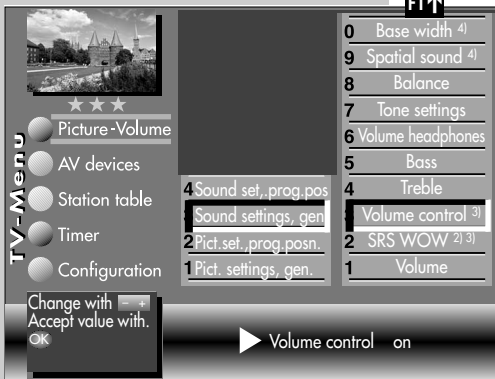 TV-Menu
Picture-Volume
AV devices
Station table
Timer
Configuration
4 Sound set,.prog.pos
Sound settings, gen
2 Pict.set.,prog.posn.
1 Pict. settings, gen.
0 Base width 4)
9 Spatial sound 4)
8 Balance
7 Tone settings
6 Volume headphones
5 Bass
4 Treble
Volume control 3)
2 SRS WOW 2) 3)
1 Volume
Change with - +
Accept value with.
OK
Volume control on